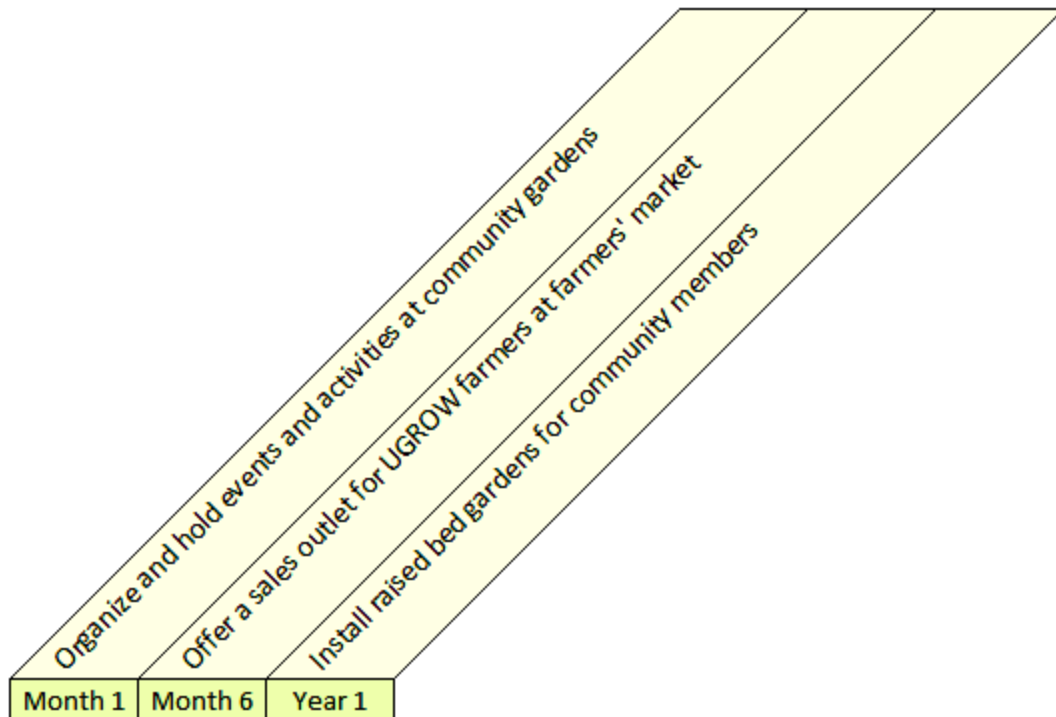 Organize and hold events and activities at community gardens
Offer a sales outlet for UGROW farmers at farmers' market
Install raised bed gardens for community members
Month 1
Month 6
Year 1